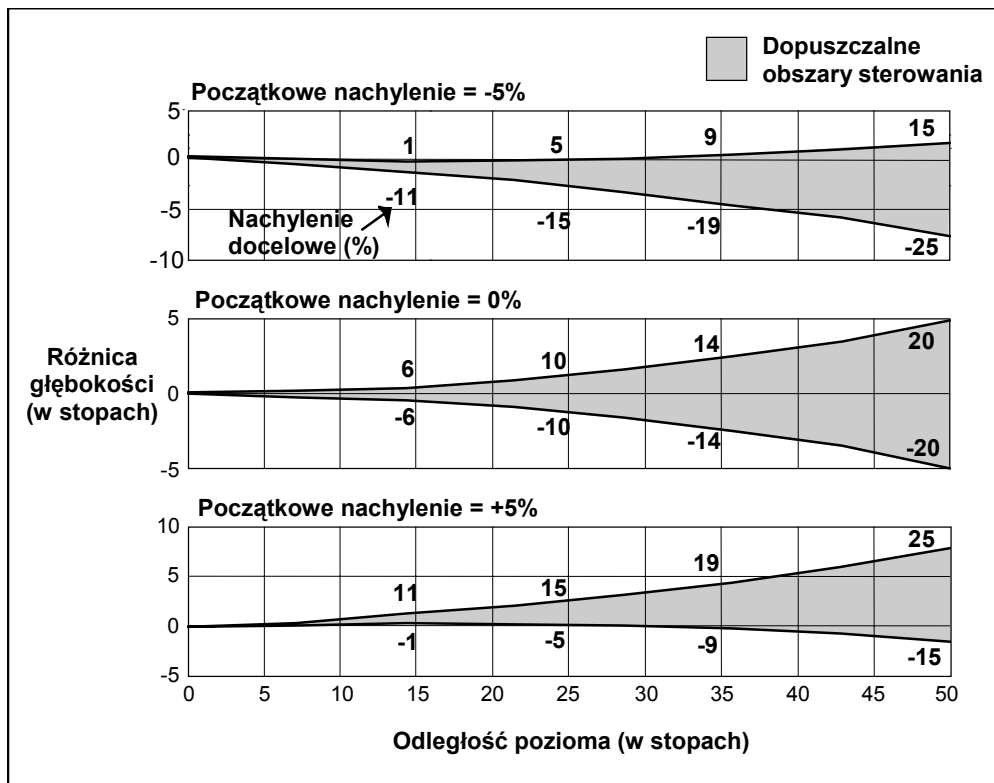 Dopuszczalne
obszary sterowania
Początkowe nachylenie = -5%
5
0
-5
-10
1
5
9
15
-11
-15
-19
-25
Nachylenie
docelowe (%)
Początkowe nachylenie = 0%
Różnica
głębokości
(w stopach)
5
0
-5
6
10
14
20
-6
-10
-14
-20
Początkowe nachylenie = +5%
10
5
0
-5
11
15
19
25
-1
-5
-9
-15
0 5 10 15 20 25 30 35 40 45 50
Odległość pozioma (w stopach)